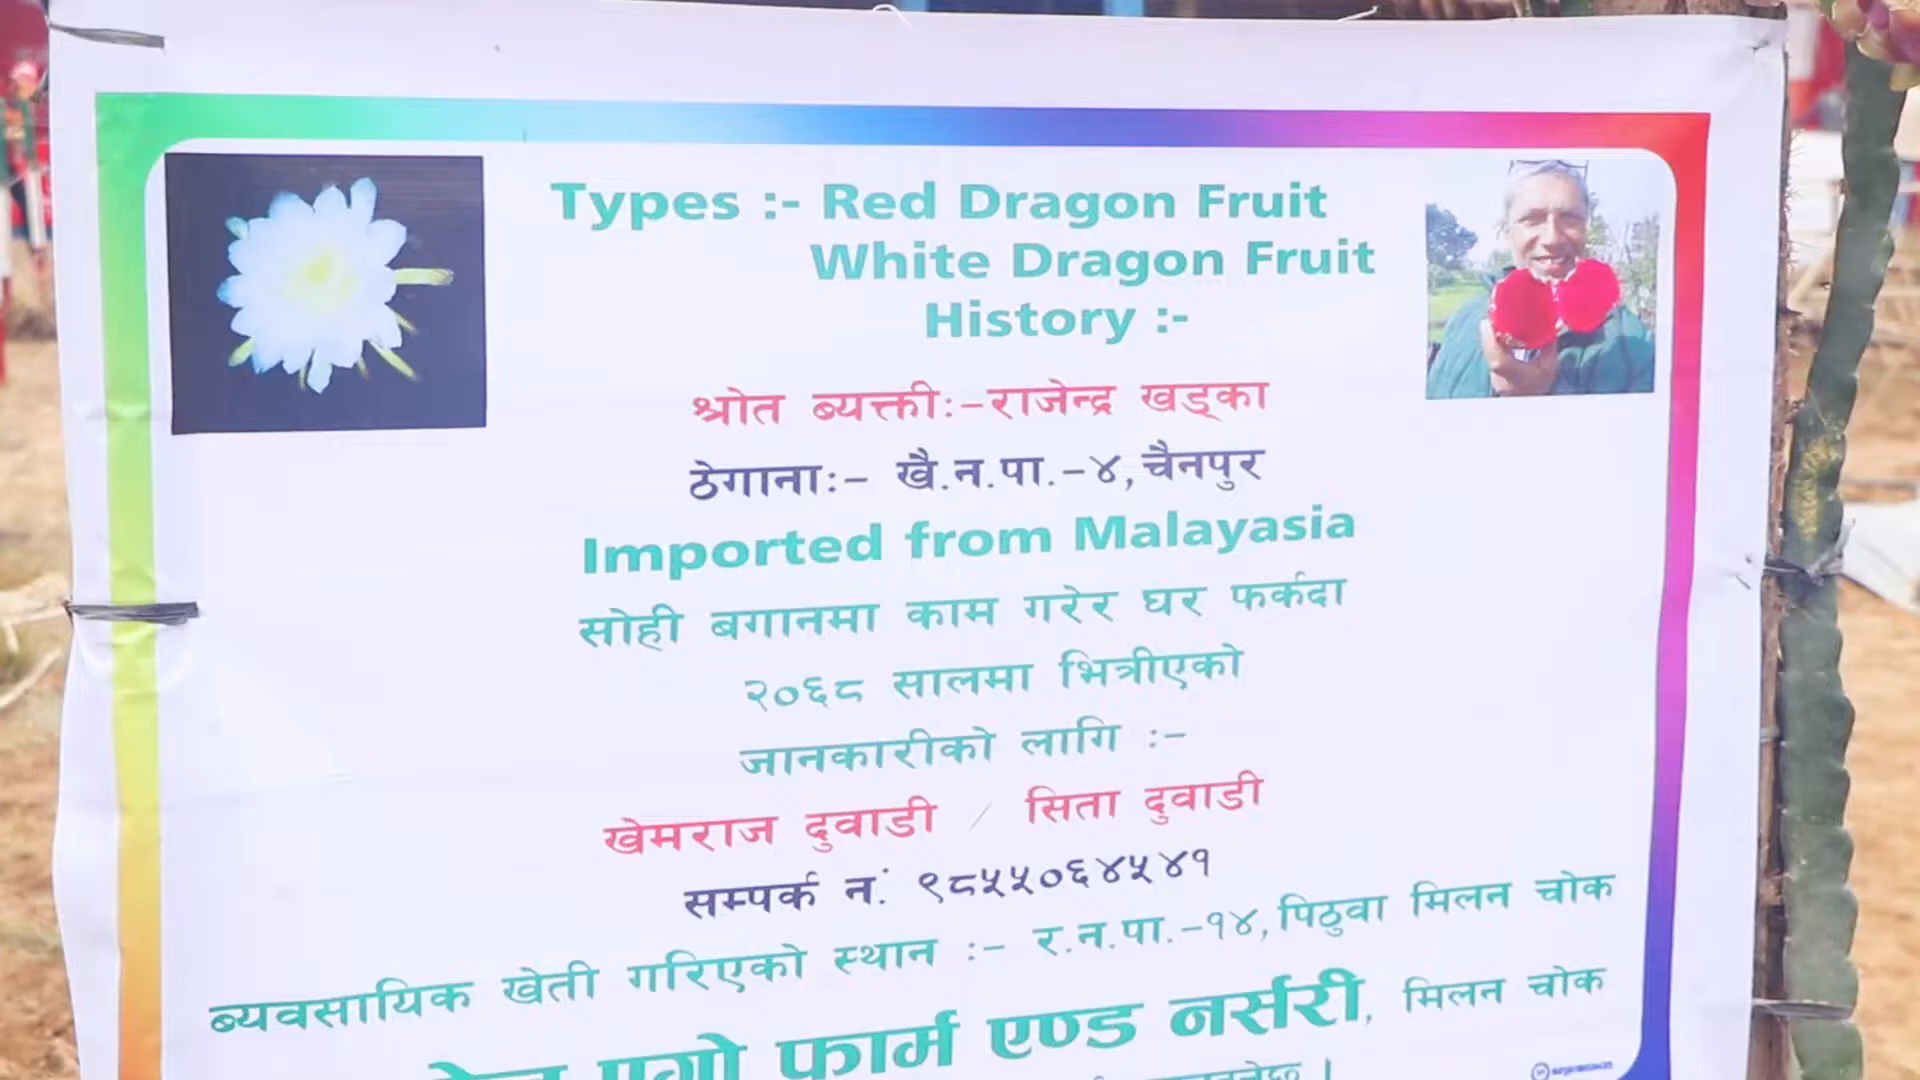 Types :- Red Dragon Fruit
White Dragon Fruit
History :-
श्रोत ब्यक्ती:-राजेन्द्र खड्का
ठेगाना:- खै.न.पा.-४,चैनपुर
Imported from Malayasia
सोही बगानमा काम गरेर घर फर्कदा
२०६८ सालमा भित्रीएको
जानकारीको लागि :-
खेमराज दुवाडी / सिता दुवाडी
सम्पर्क न‌ं. ९८५५०६४५४१
ब्यवसायिक खेती गरिएको स्थान :- र.न.पा.-१४,पिठुवा मिलन चोक
एग्रो फार्म एण्ड नर्सरी, मिलन चोक